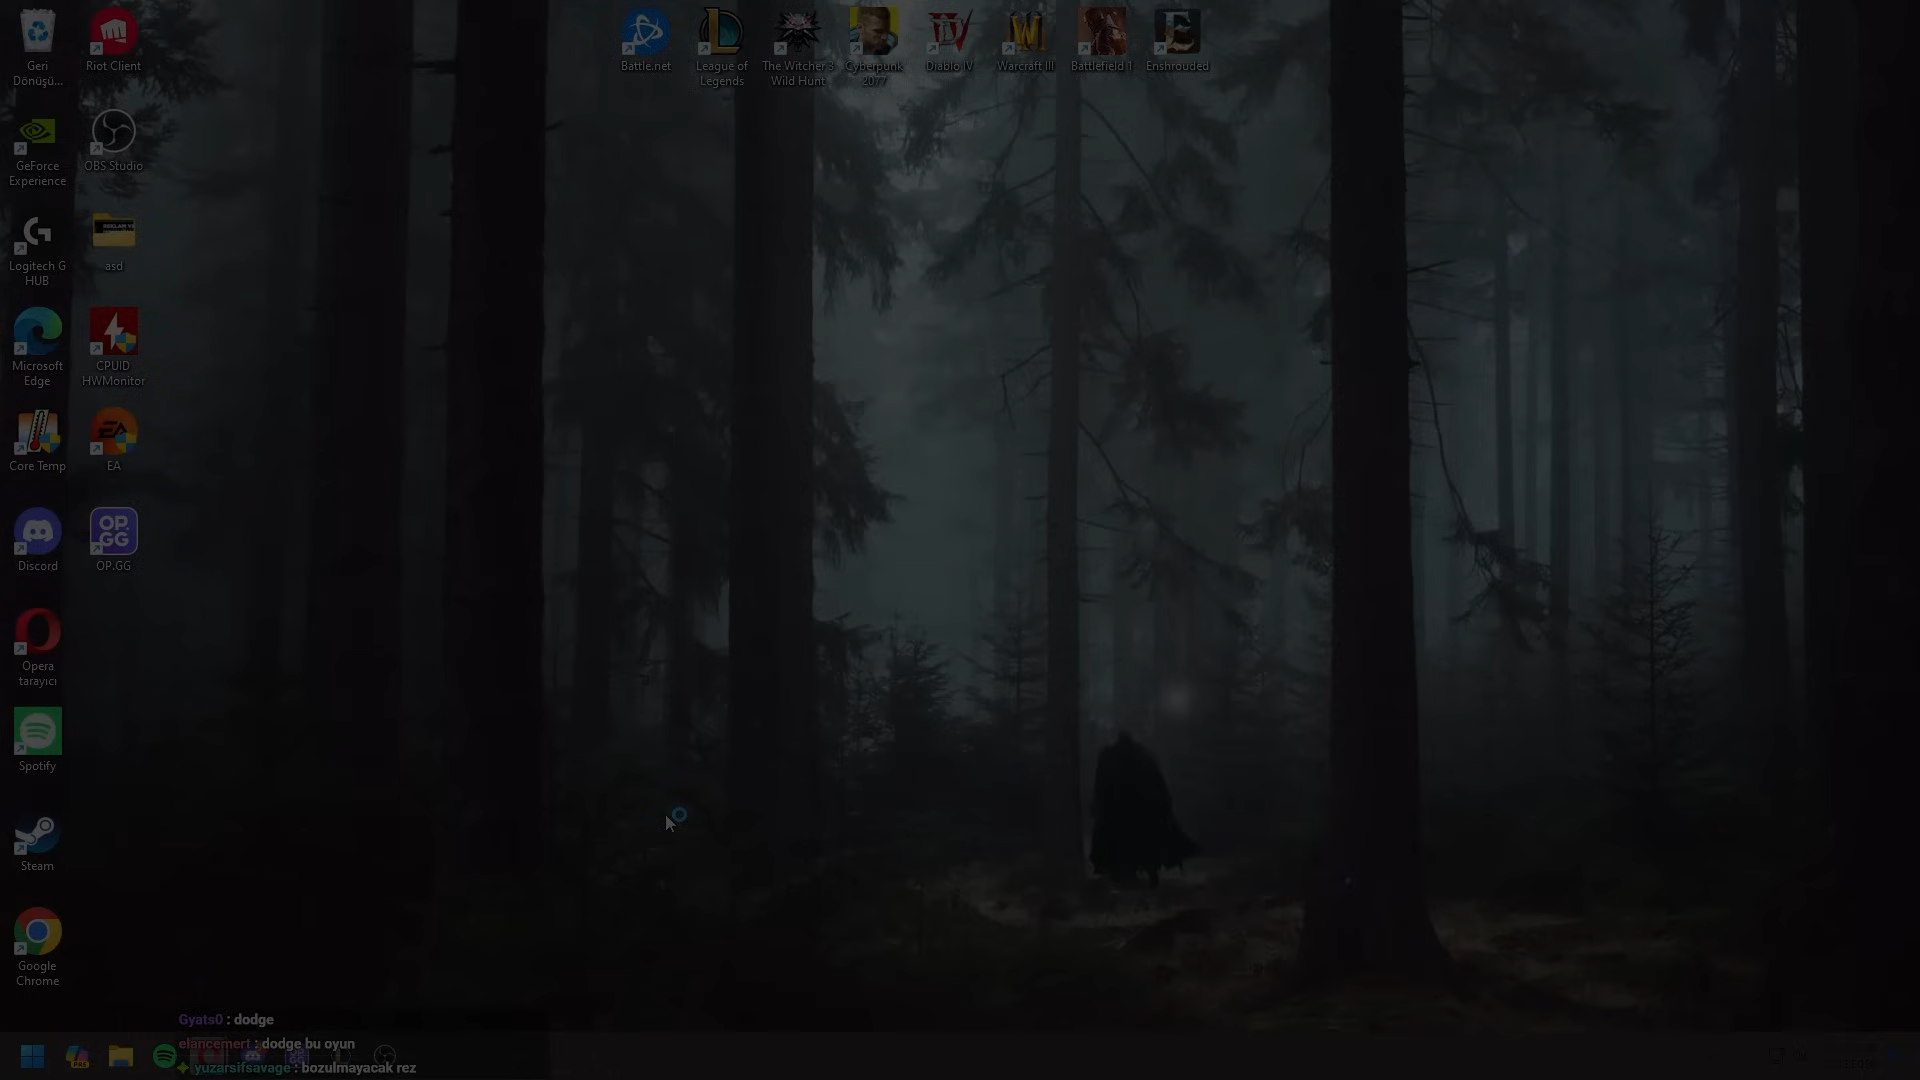 Geri
Dönüşü...
Riot Client
Battle.net
League of
Legends
The Witcher 3
Wild Hunt
Cyberpunk
2077
Diablo IV
Warcraft III
Battlefield 1
Enshrouded
GeForce
Experience
OBS Studio
Logitech G
HUB
asd
Microsoft
Edge
CPUID
HWMonitor
Core Temp
EA
Discord
OP.GG
OP.GG
Opera
tarayıcı
Spotify
Steam
Google
Chrome
Gyats0 : dodge
elancemert : dodge bu oyun
yuzarsifsavage : bozulmayacak rez